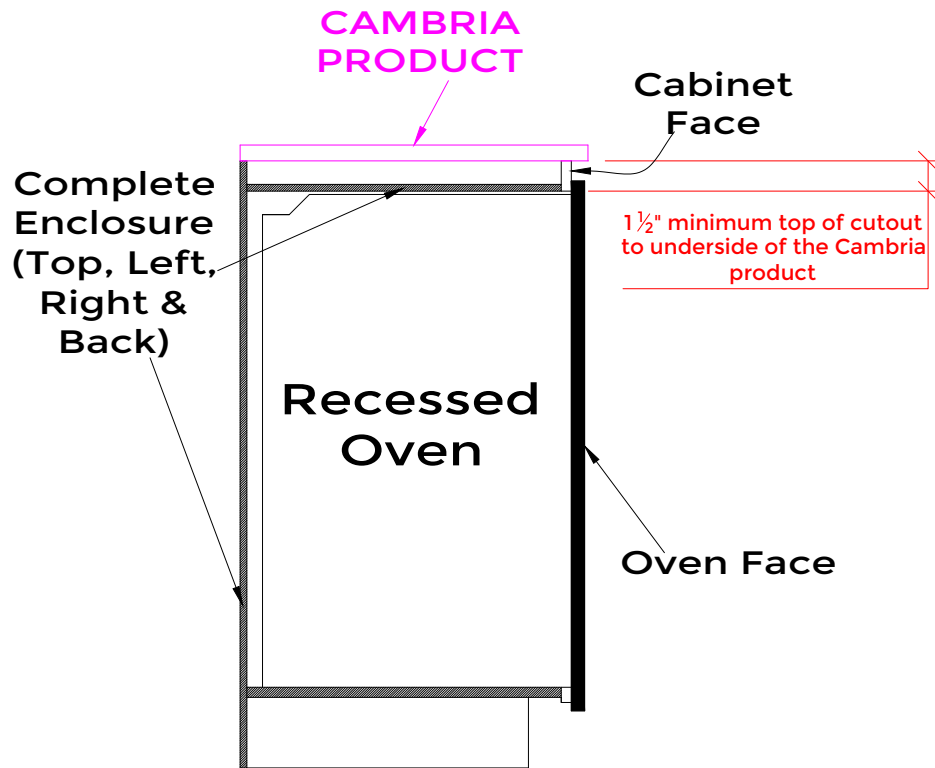 CAMBRIA
PRODUCT
Cabinet
Face
Complete
Enclosure
(Top, Left,
Right &
Back)
1½" minimum top of cutout
to underside of the Cambria
product
Recessed
Oven
Oven Face